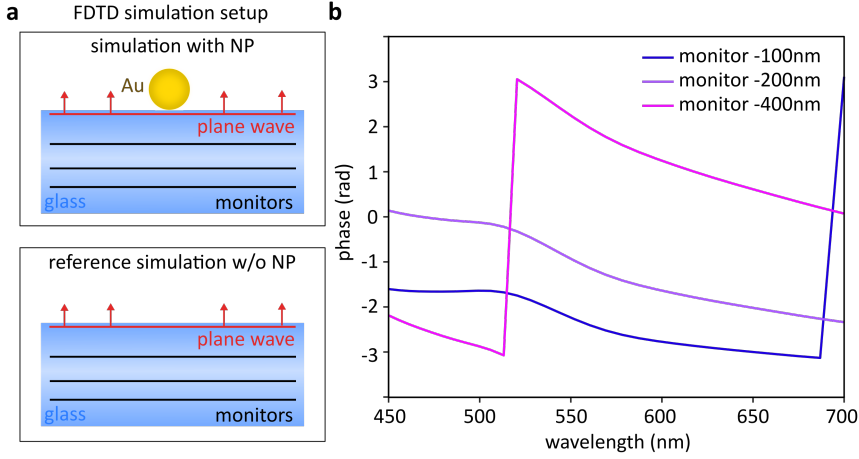 a
FDTD simulation setup
simulation with NP
Au
plane wave
glass
monitors
reference simulation w/o NP
plane wave
glass
monitors
b
monitor -100nm
monitor -200nm
monitor -400nm
phase (rad)
3
2
1
0
-1
-2
-3
450 500 550 600 650 700
wavelength (nm)